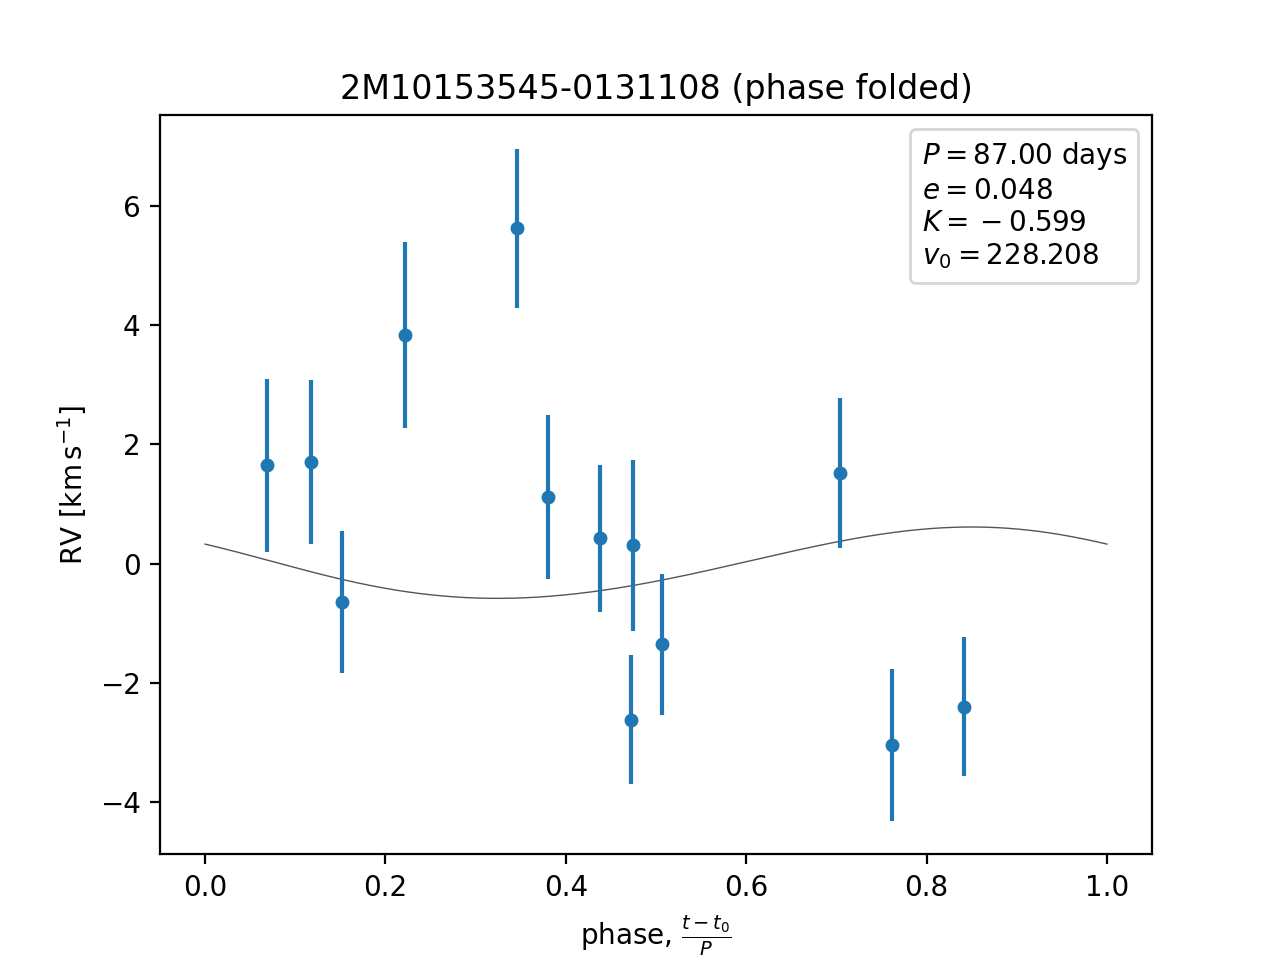 2M10153545-0131108 (phase folded)
P = 87.00 days
e = 0.048
K = −0.599
v₀ = 228.208
6
4
2
0
−2
−4
RV [km s⁻¹]
0.0 0.2 0.4 0.6 0.8 1.0
phase, (t − t₀)/P